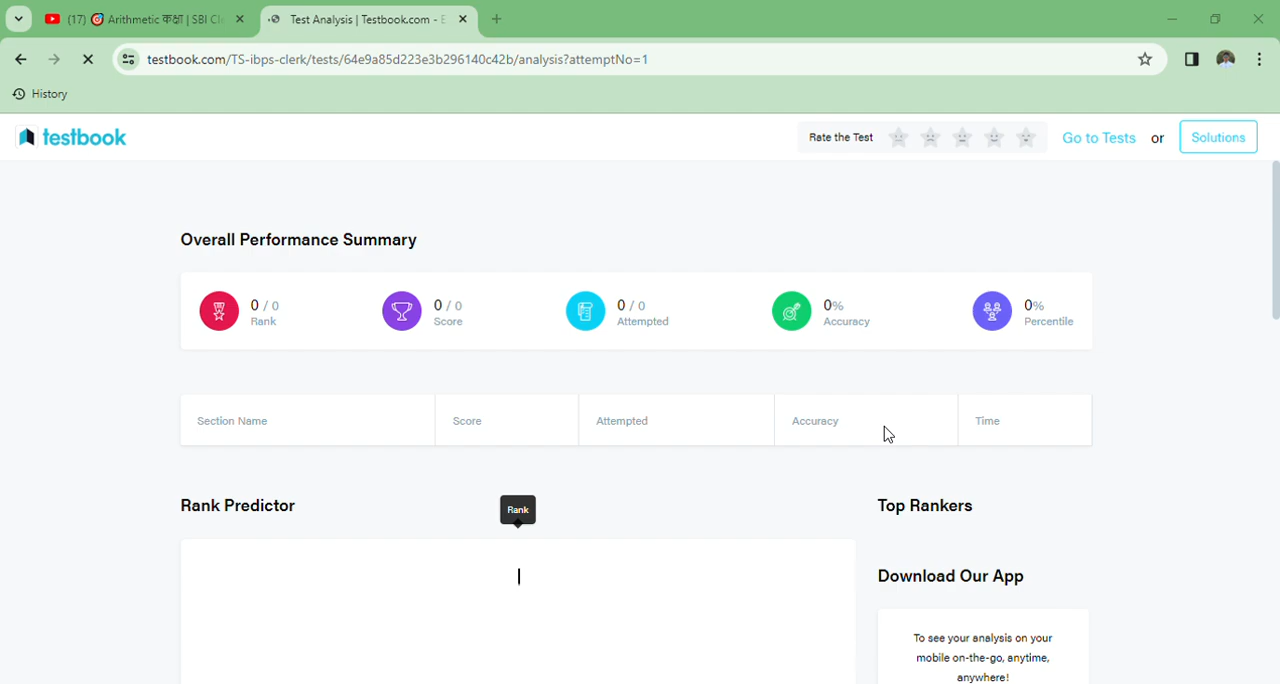 (17) 🎯 Arithmetic कक्षा | SBI Cl
Test Analysis | Testbook.com - E
testbook.com/TS-ibps-clerk/tests/64e9a85d223e3b296140c42b/analysis?attemptNo=1
History
testbook
Rate the Test
Go to Tests or Solutions
Overall Performance Summary
0 / 0
Rank
0 / 0
Score
0 / 0
Attempted
0%
Accuracy
0%
Percentile
Section Name Score Attempted Accuracy Time
Rank Predictor
Rank
Top Rankers
Download Our App
To see your analysis on your
mobile on-the-go, anytime,
anywhere!